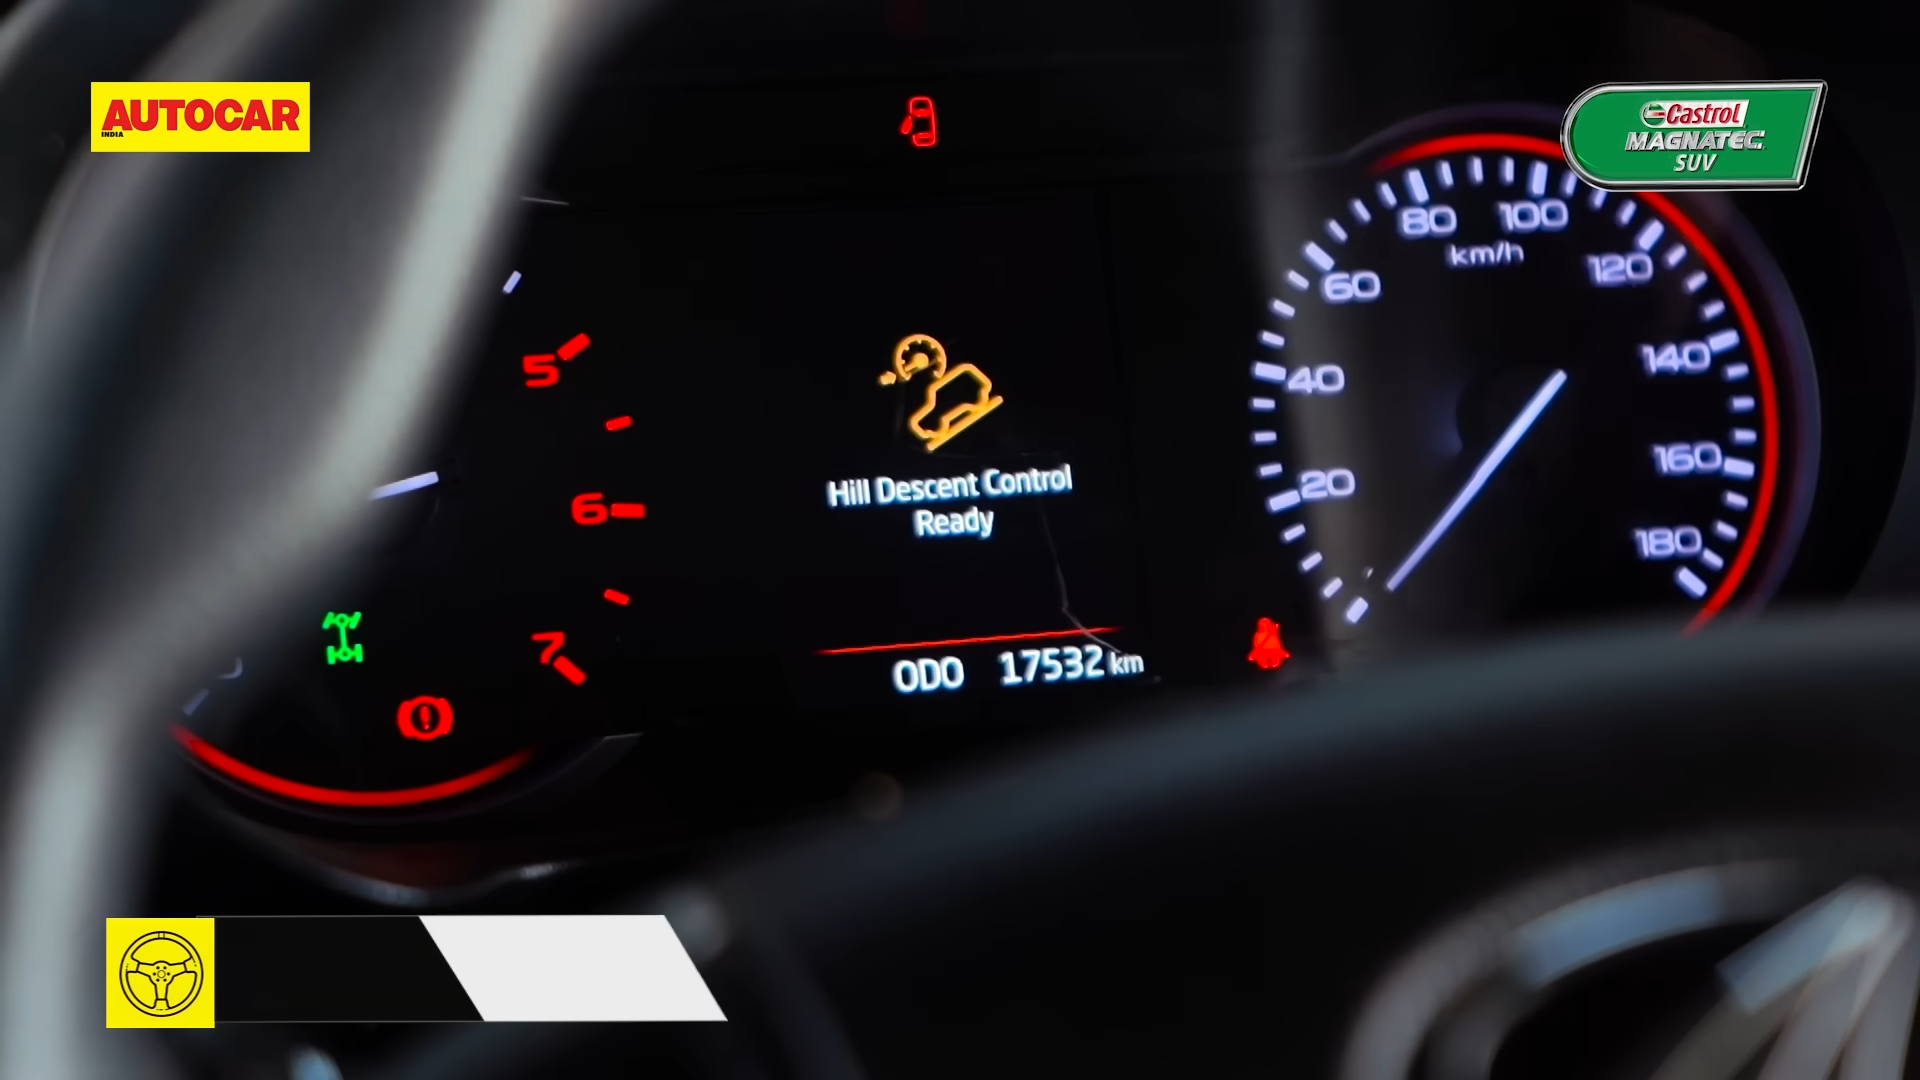 AUTOCAR
INDIA
Castrol
MAGNATEC
SUV
80 100
km/h
60 120
5
40 140
Hill Descent Control
Ready
6
20 160
180
7
ODO 17532 km